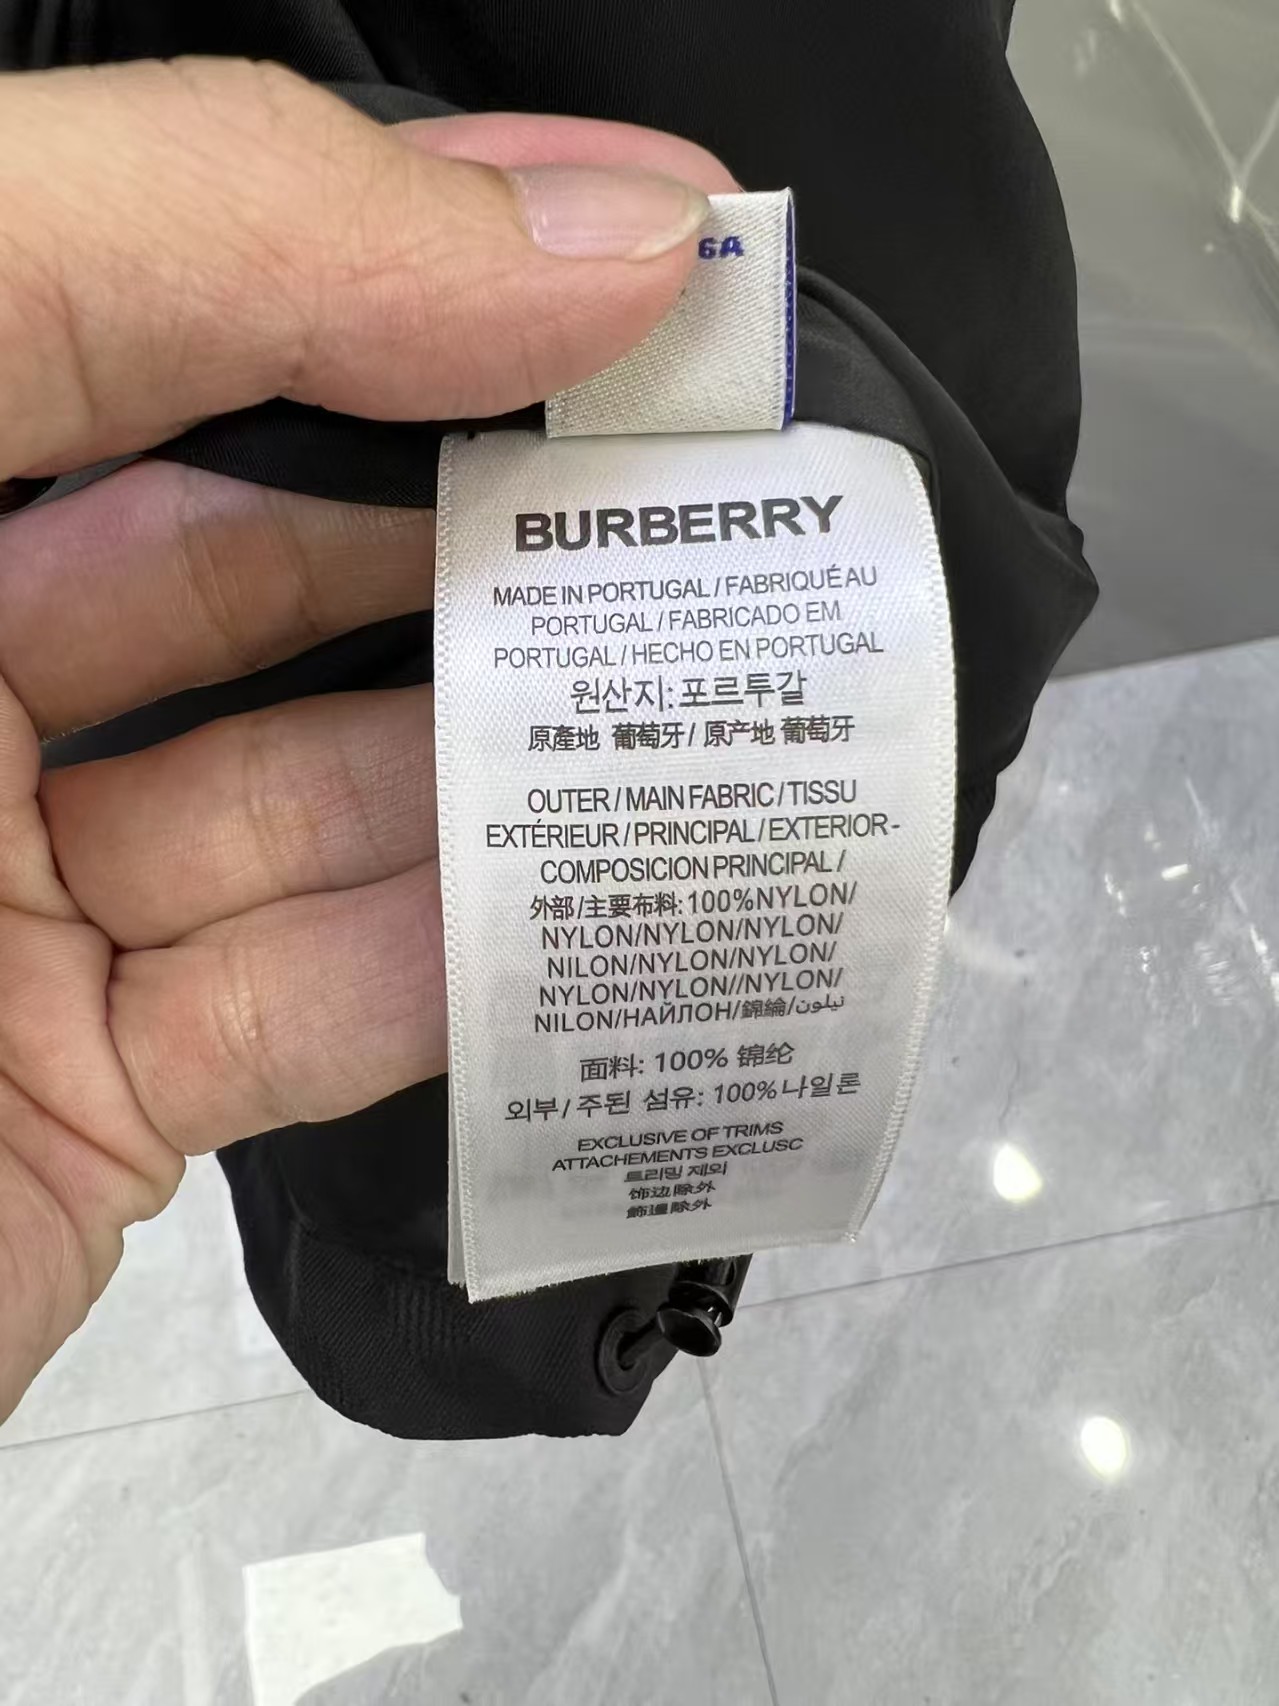 6A
BURBERRY
MADE IN PORTUGAL / FABRIQUÉ AU
PORTUGAL / FABRICADO EM
PORTUGAL / HECHO EN PORTUGAL
원산지: 포르투갈
原產地 葡萄牙 / 原产地 葡萄牙
OUTER / MAIN FABRIC / TISSU
EXTÉRIEUR / PRINCIPAL / EXTERIOR -
COMPOSICION PRINCIPAL /
外部 / 主要布料: 100% NYLON/
NYLON/NYLON/NYLON/
NILON/NYLON/NYLON/
NYLON/NYLON//NYLON/
NILON/НАЙЛОН/錦綸/نيلون
面料: 100% 锦纶
외부 / 주된 섬유: 100% 나일론
EXCLUSIVE OF TRIMS
ATTACHEMENTS EXCLUSC
트리밍 제외
饰边除外
飾邊除外